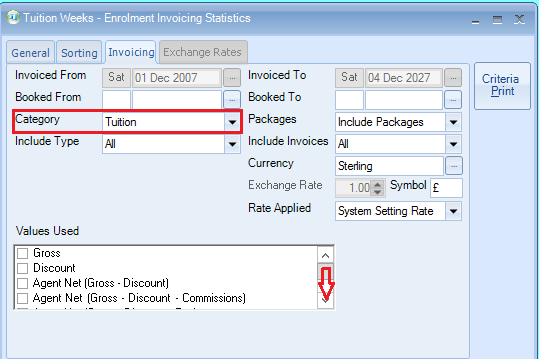 Tuition Weeks - Enrolment Invoicing Statistics
General Sorting Invoicing Exchange Rates
Invoiced From Sat 01 Dec 2007 ... Invoiced To Sat 04 Dec 2027 ...
Booked From ... Booked To ...
Category Tuition Packages Include Packages
Include Type All Include Invoices All
Currency Sterling ...
Exchange Rate 1.00 Symbol £
Rate Applied System Setting Rate
Criteria
Print
Values Used
Gross
Discount
Agent Net (Gross - Discount)
Agent Net (Gross - Discount - Commissions)